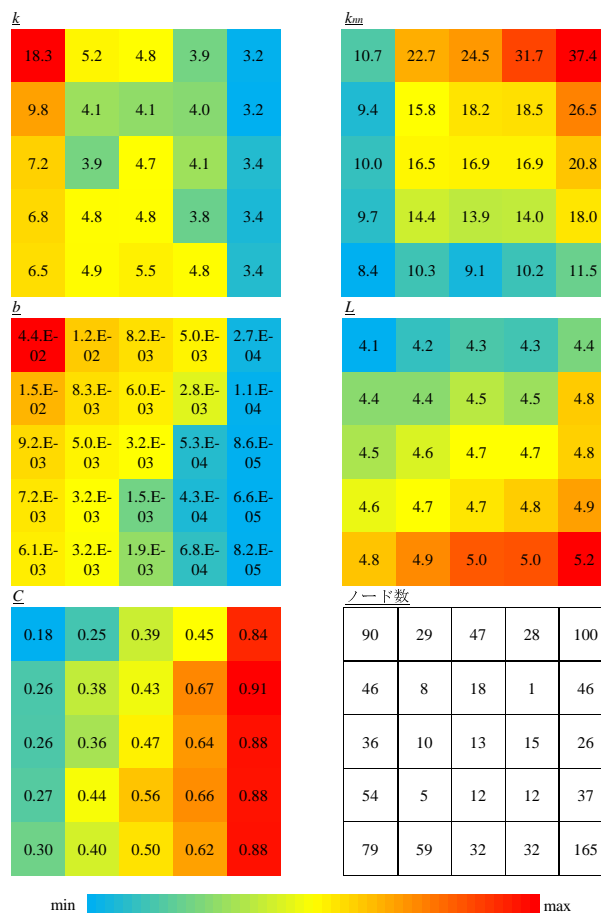 k
18.3 5.2 4.8 3.9 3.2
9.8 4.1 4.1 4.0 3.2
7.2 3.9 4.7 4.1 3.4
6.8 4.8 4.8 3.8 3.4
6.5 4.9 5.5 4.8 3.4
knn
10.7 22.7 24.5 31.7 37.4
9.4 15.8 18.2 18.5 26.5
10.0 16.5 16.9 16.9 20.8
9.7 14.4 13.9 14.0 18.0
8.4 10.3 9.1 10.2 11.5
b
4.4.E- 1.2.E- 8.2.E- 5.0.E- 2.7.E-
02 02 03 03 04
1.5.E- 8.3.E- 6.0.E- 2.8.E- 1.1.E-
02 03 03 03 04
9.2.E- 5.0.E- 3.2.E- 5.3.E- 8.6.E-
03 03 03 04 05
7.2.E- 3.2.E- 1.5.E- 4.3.E- 6.6.E-
03 03 03 04 05
6.1.E- 3.2.E- 1.9.E- 6.8.E- 8.2.E-
03 03 03 04 05
L
4.1 4.2 4.3 4.3 4.4
4.4 4.4 4.5 4.5 4.8
4.5 4.6 4.7 4.7 4.8
4.6 4.7 4.7 4.8 4.9
4.8 4.9 5.0 5.0 5.2
C
0.18 0.25 0.39 0.45 0.84
0.26 0.38 0.43 0.67 0.91
0.26 0.36 0.47 0.64 0.88
0.27 0.44 0.56 0.66 0.88
0.30 0.40 0.50 0.62 0.88
ノード数
90 29 47 28 100
46 8 18 1 46
36 10 13 15 26
54 5 12 12 37
79 59 32 32 165
min max